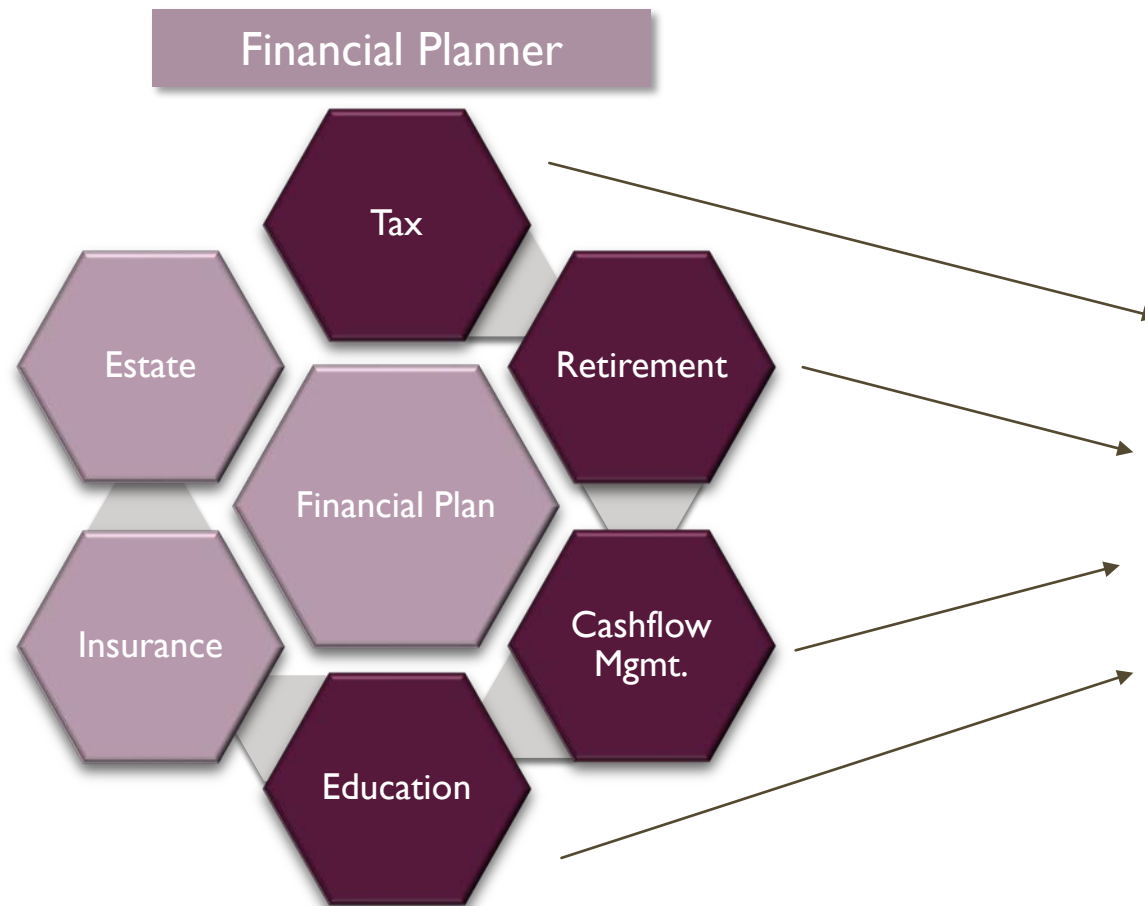 Financial Planner
Tax
Retirement
Cashflow
Mgmt.
Education
Insurance
Estate
Financial Plan